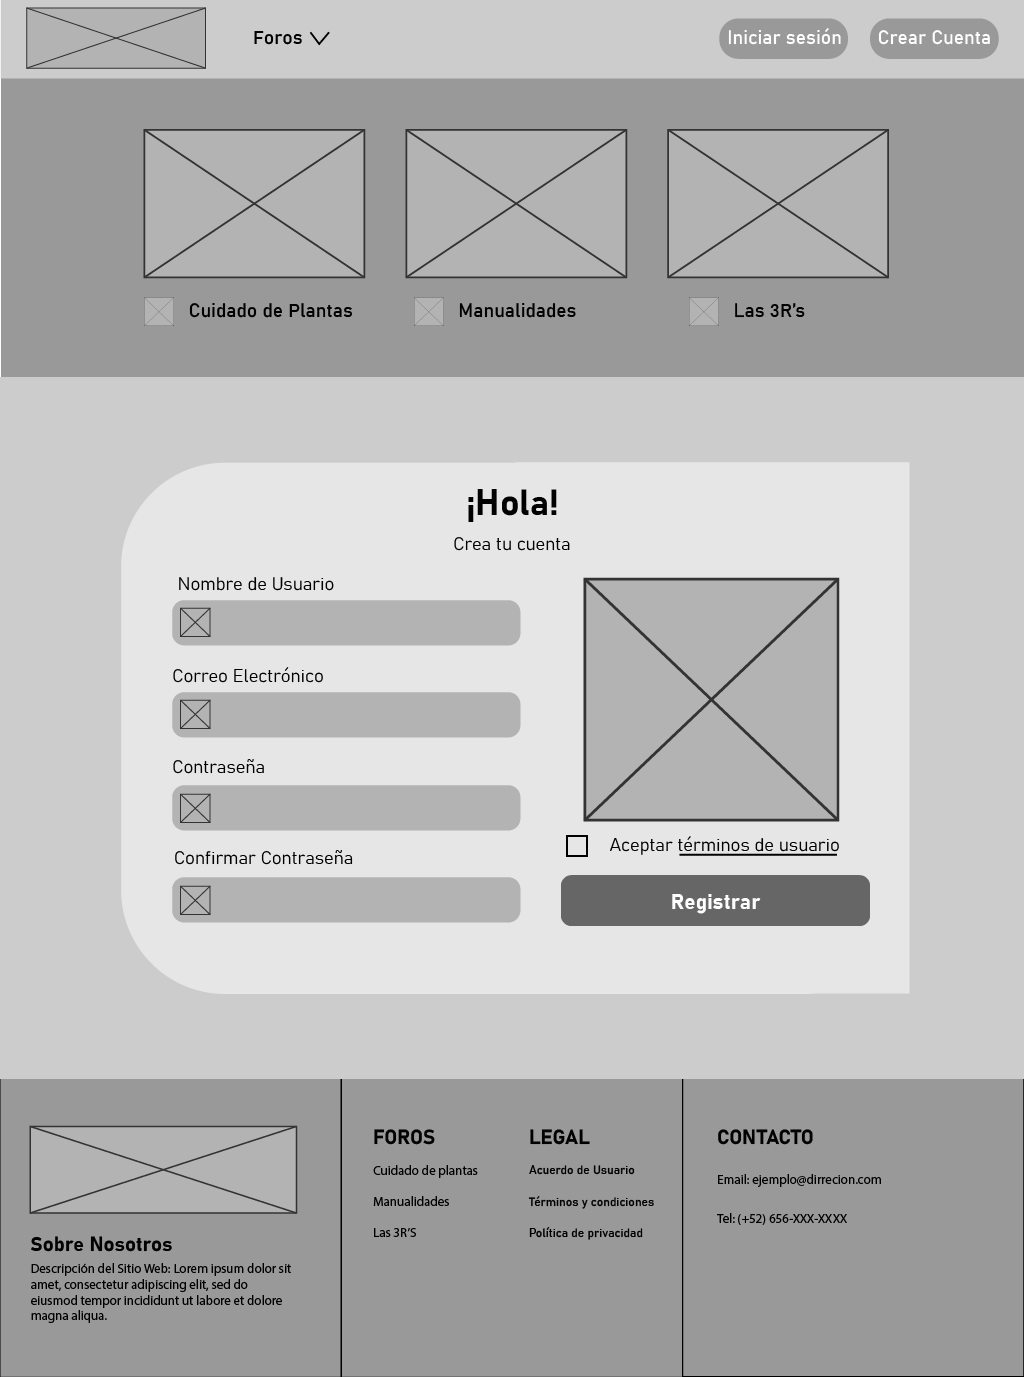 Foros
Iniciar sesión
Crear Cuenta
Cuidado de Plantas
Manualidades
Las 3R's
¡Hola!
Crea tu cuenta
Nombre de Usuario
Correo Electrónico
Contraseña
Confirmar Contraseña
Aceptar términos de usuario
Registrar
Sobre Nosotros
Descripción del Sitio Web: Lorem ipsum dolor sit
amet, consectetur adipiscing elit, sed do
eiusmod tempor incididunt ut labore et dolore
magna aliqua.
FOROS
Cuidado de plantas
Manualidades
Las 3R'S
LEGAL
Acuerdo de Usuario
Términos y condiciones
Política de privacidad
CONTACTO
Email: ejemplo@dirrecion.com
Tel: (+52) 656-XXX-XXXX